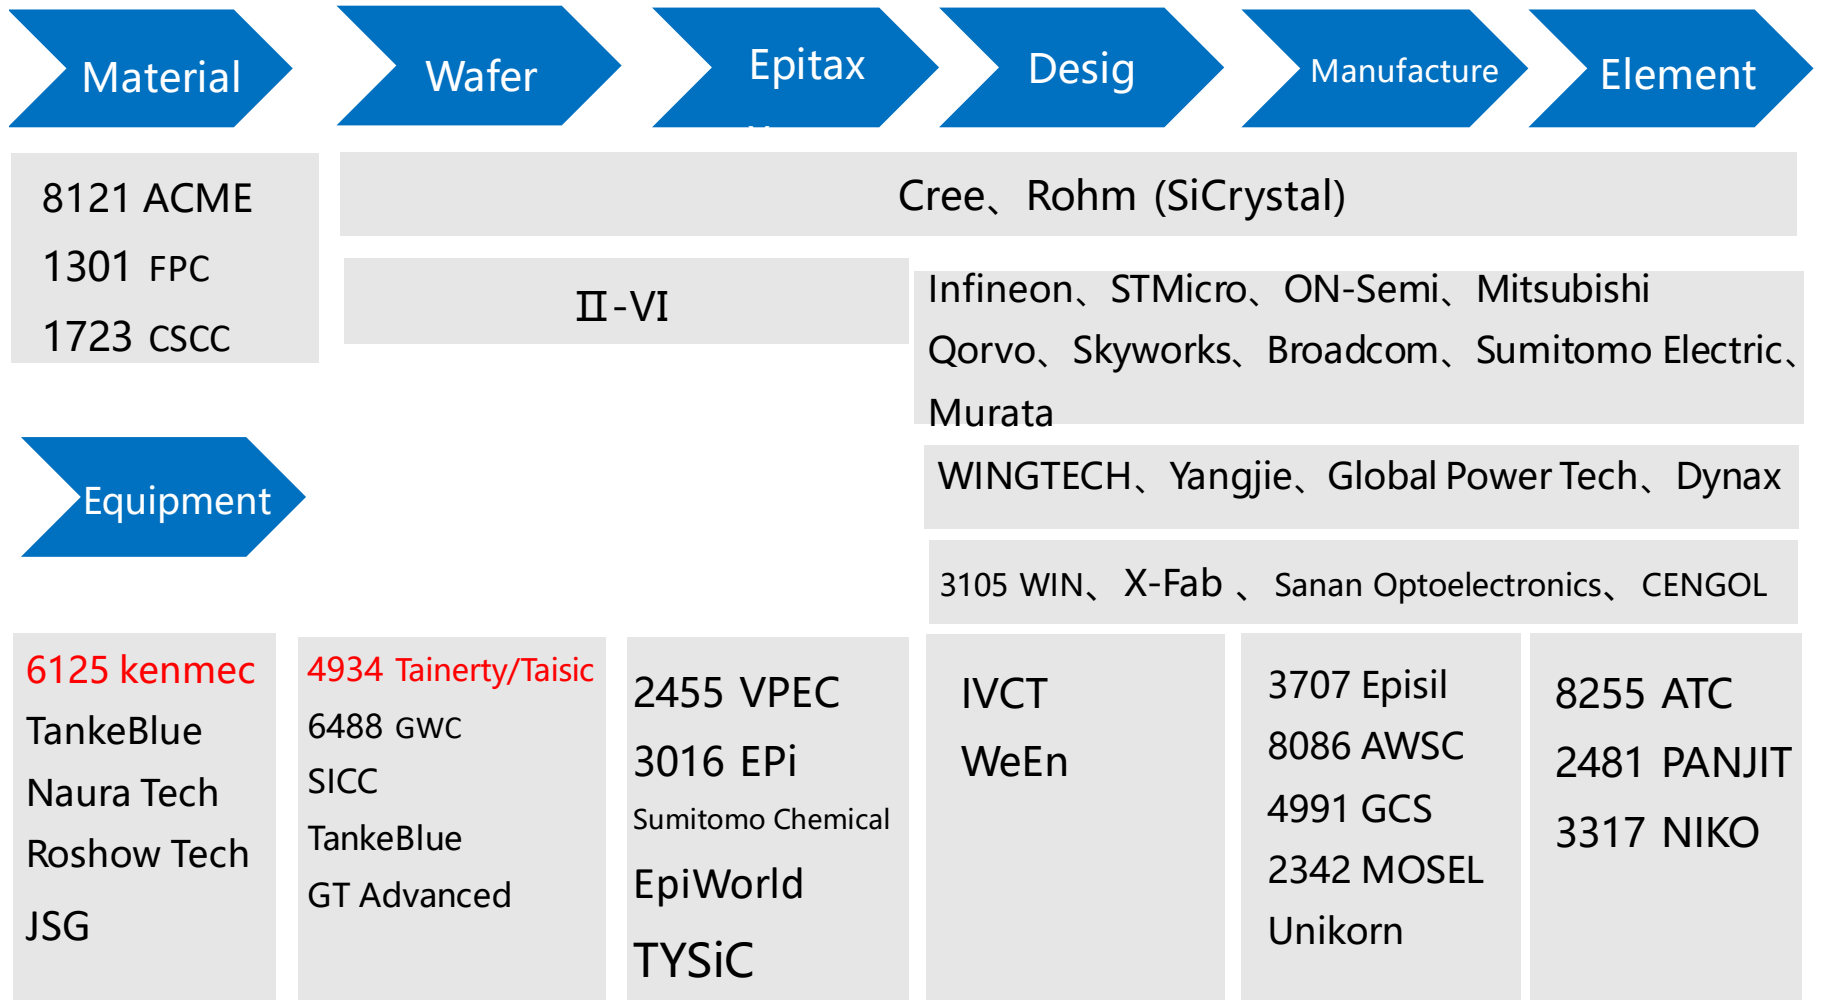 Material
Wafer
Epitax
Desig
Manufacture
Element
8121 ACME
1301 FPC
1723 CSCC
Cree、Rohm (SiCrystal)
Ⅱ-VI
Infineon、STMicro、ON-Semi、Mitsubishi
Qorvo、Skyworks、Broadcom、Sumitomo Electric、
Murata
WINGTECH、Yangjie、Global Power Tech、Dynax
3105 WIN、X-Fab 、Sanan Optoelectronics、CENGOL
Equipment
6125 kenmec
TankeBlue
Naura Tech
Roshow Tech
JSG
4934 Tainerty/Taisic
6488 GWC
SICC
TankeBlue
GT Advanced
2455 VPEC
3016 EPi
Sumitomo Chemical
EpiWorld
TYSiC
IVCT
WeEn
3707 Episil
8086 AWSC
4991 GCS
2342 MOSEL
Unikorn
8255 ATC
2481 PANJIT
3317 NIKO